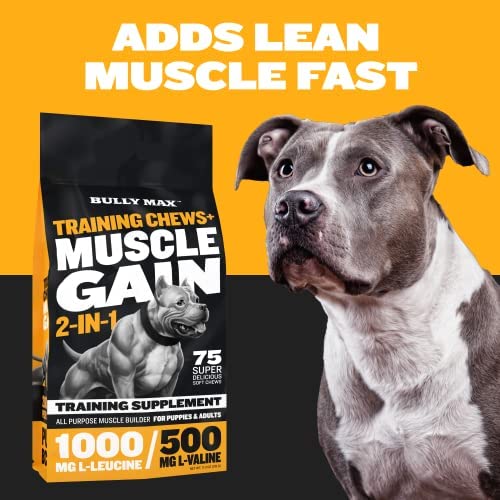 ADDS LEAN
MUSCLE FAST
BULLY MAX™
TRAINING CHEWS+
MUSCLE
GAIN
2-IN-1
75
SUPER
DELICIOUS
SOFT CHEWS
TRAINING SUPPLEMENT
ALL PURPOSE MUSCLE BUILDER FOR PUPPIES & ADULTS
1000 / 500
MG L-LEUCINE MG L-VALINE